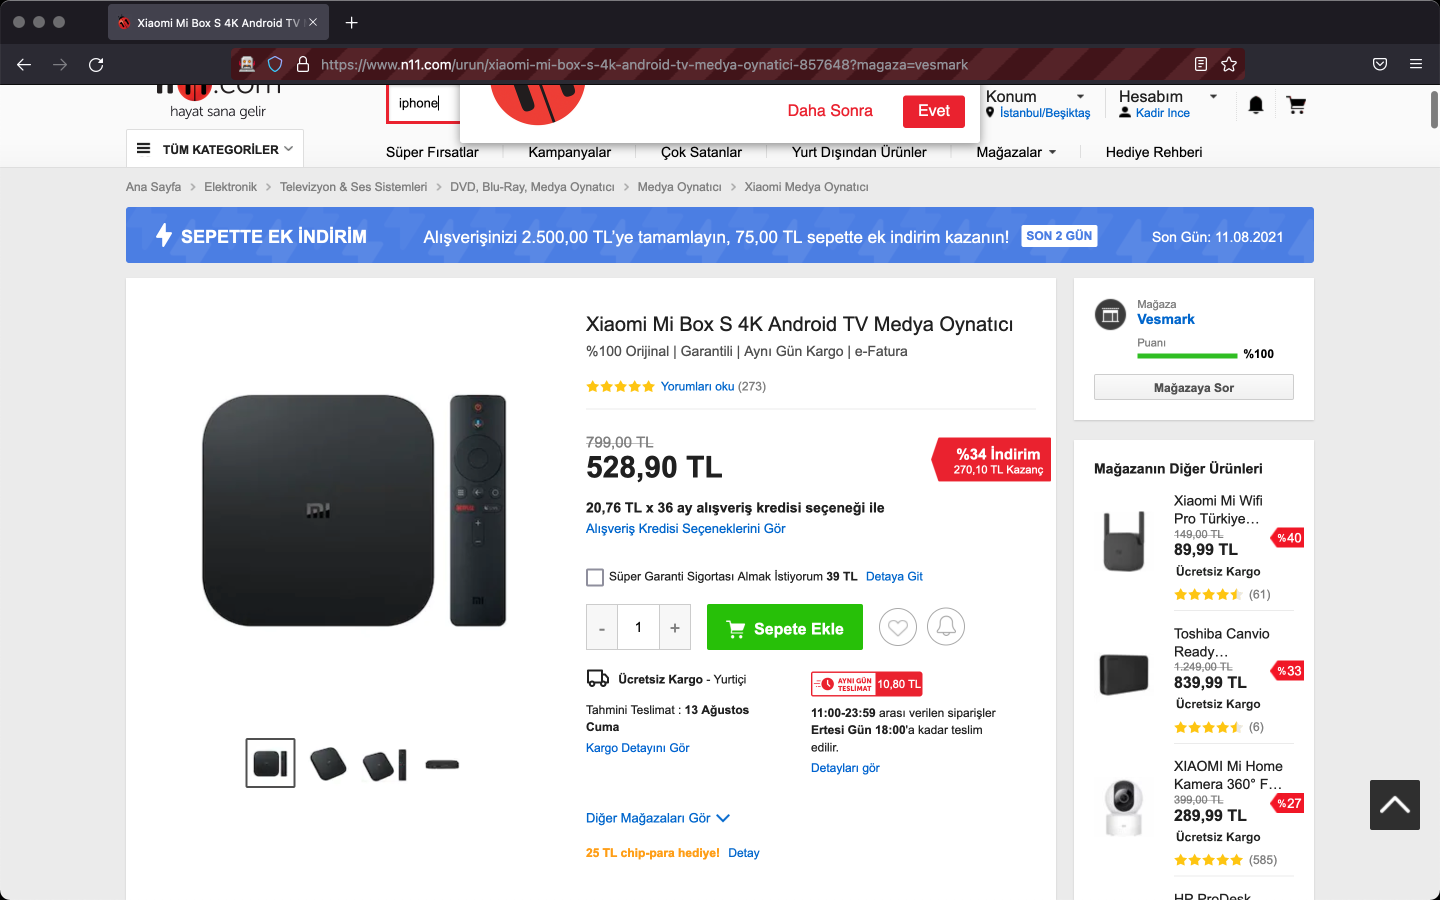 Xiaomi Mi Box S 4K Android TV
https://www.n11.com/urun/xiaomi-mi-box-s-4k-android-tv-medya-oynatici-857648?magaza=vesmark
n11.com
hayat sana gelir
iphone
Daha Sonra
Evet
Konum
İstanbul/Beşiktaş
Hesabım
Kadir Ince
TÜM KATEGORİLER
Süper Fırsatlar
Kampanyalar
Çok Satanlar
Yurt Dışından Ürünler
Mağazalar
Hediye Rehberi
Ana Sayfa > Elektronik > Televizyon & Ses Sistemleri > DVD, Blu-Ray, Medya Oynatıcı > Medya Oynatıcı > Xiaomi Medya Oynatıcı
SEPETTE EK İNDİRİM
Alışverişinizi 2.500,00 TL'ye tamamlayın, 75,00 TL sepette ek indirim kazanın!
SON 2 GÜN
Son Gün: 11.08.2021
Xiaomi Mi Box S 4K Android TV Medya Oynatıcı
%100 Orijinal | Garantili | Aynı Gün Kargo | e-Fatura
Yorumları oku (273)
799,00 TL
528,90 TL
%34 İndirim
270,10 TL Kazanç
20,76 TL x 36 ay alışveriş kredisi seçeneği ile
Alışveriş Kredisi Seçeneklerini Gör
Süper Garanti Sigortası Almak İstiyorum 39 TL Detaya Git
- 1 +
Sepete Ekle
Ücretsiz Kargo - Yurtiçi
Tahmini Teslimat : 13 Ağustos
Cuma
Kargo Detayını Gör
AYNI GÜN
TESLİMAT
10,80 TL
11:00-23:59 arası verilen siparişler
Ertesi Gün 18:00'a kadar teslim
edilir.
Detayları gör
Diğer Mağazaları Gör
25 TL chip-para hediye! Detay
Mağaza
Vesmark
Puanı
%100
Mağazaya Sor
Mağazanın Diğer Ürünleri
Xiaomi Mi Wifi
Pro Türkiye...
149,00 TL
89,99 TL
%40
Ücretsiz Kargo
(61)
Toshiba Canvio
Ready...
1.249,00 TL
839,99 TL
%33
Ücretsiz Kargo
(6)
XIAOMI Mi Home
Kamera 360° F...
399,00 TL
289,99 TL
%27
Ücretsiz Kargo
(585)
HP ProDesk